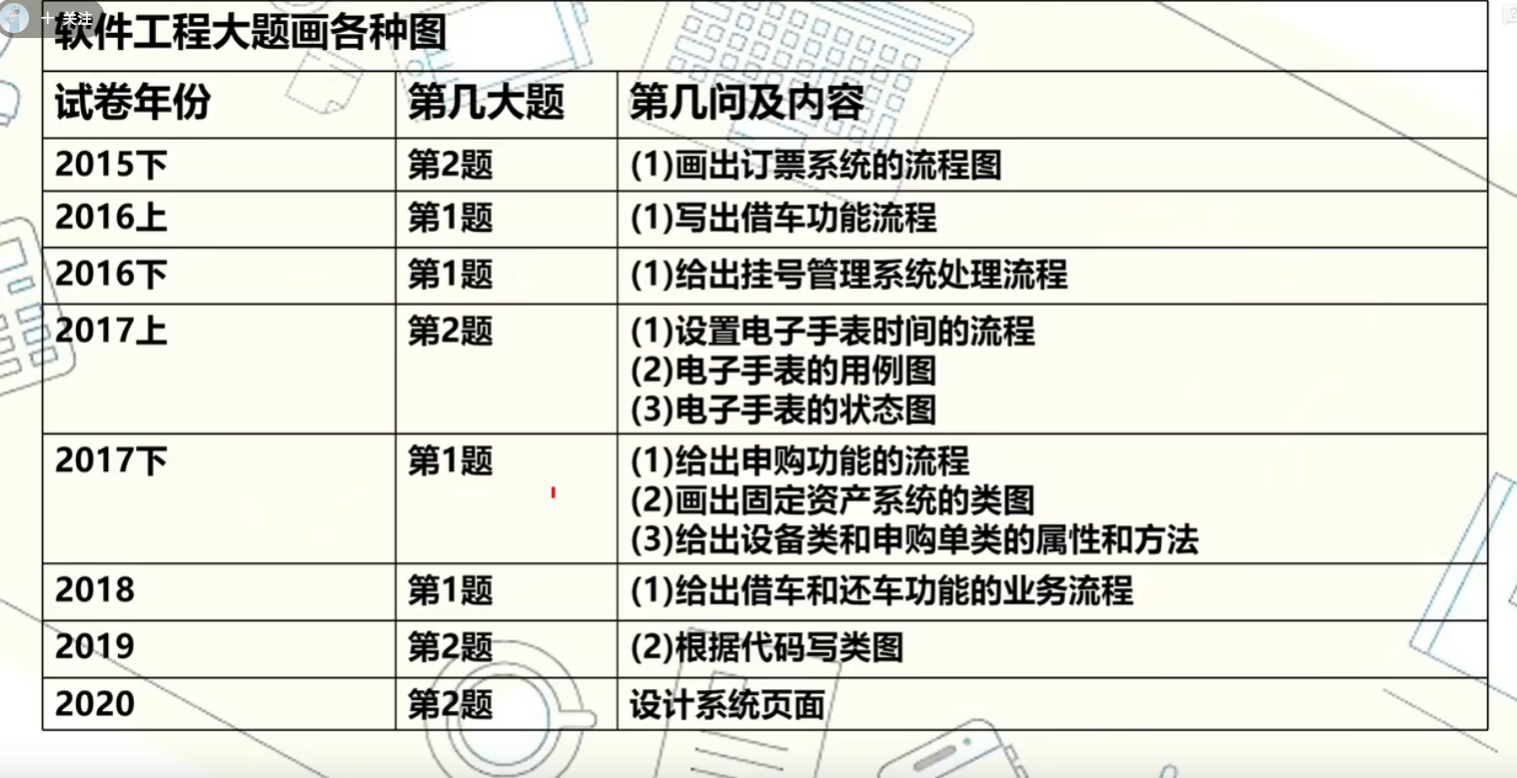 + 关注
软件工程大题画各种图
试卷年份 第几大题 第几问及内容
2015下 第2题 (1)画出订票系统的流程图
2016上 第1题 (1)写出借车功能流程
2016下 第1题 (1)给出挂号管理系统处理流程
2017上 第2题 (1)设置电子手表时间的流程
(2)电子手表的用例图
(3)电子手表的状态图
2017下 第1题 (1)给出申购功能的流程
(2)画出固定资产系统的类图
(3)给出设备类和申购单类的属性和方法
2018 第1题 (1)给出借车和还车功能的业务流程
2019 第2题 (2)根据代码写类图
2020 第2题 设计系统页面